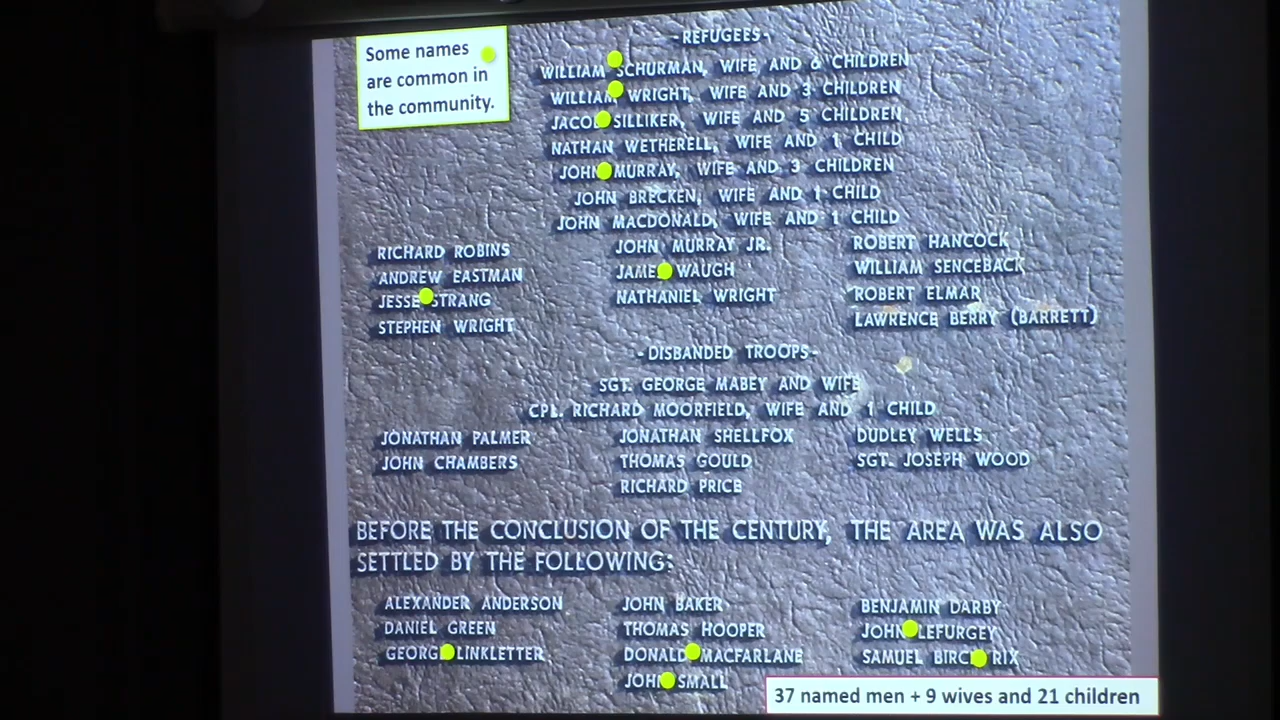 Some names
are common in
the community.
-REFUGEES-
WILLIAM SCHURMAN, WIFE AND 6 CHILDREN
WILLIAM WRIGHT, WIFE AND 3 CHILDREN
JACOB SILLIKER, WIFE AND 5 CHILDREN
NATHAN WETHERELL, WIFE AND 1 CHILD
JOHN MURRAY, WIFE AND 3 CHILDREN
JOHN BRECKEN, WIFE AND 1 CHILD
JOHN MACDONALD, WIFE AND 1 CHILD
RICHARD ROBINS
ANDREW EASTMAN
JESSE STRANG
STEPHEN WRIGHT
JOHN MURRAY JR.
JAMES WAUGH
NATHANIEL WRIGHT
ROBERT HANCOCK
WILLIAM SENCEBACK
ROBERT ELMAR
LAWRENCE BERRY (BARRETT)
-DISBANDED TROOPS-
SGT. GEORGE MABEY AND WIFE
CPL. RICHARD MOORFIELD, WIFE AND 1 CHILD
JONATHAN PALMER
JOHN CHAMBERS
JONATHAN SHELLFOX
THOMAS GOULD
RICHARD PRICE
DUDLEY WELLS
SGT. JOSEPH WOOD
BEFORE THE CONCLUSION OF THE CENTURY, THE AREA WAS ALSO
SETTLED BY THE FOLLOWING:
ALEXANDER ANDERSON
DANIEL GREEN
GEORGE LINKLETTER
JOHN BAKER
THOMAS HOOPER
DONALD MACFARLANE
JOHN SMALL
BENJAMIN DARBY
JOHN LEFURGEY
SAMUEL BIRCH RIX
37 named men + 9 wives and 21 children